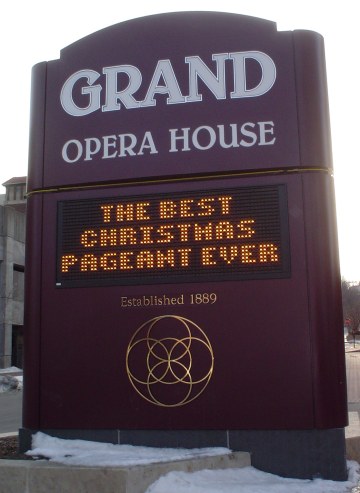 GRAND
OPERA HOUSE
THE BEST
CHRISTMAS
PAGEANT EVER
Established 1889